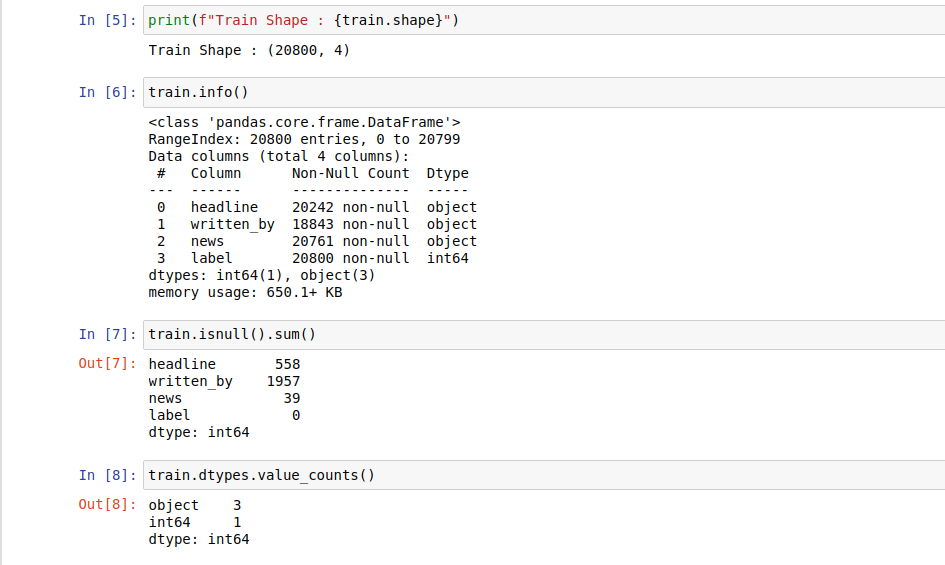 In [5]: print(f"Train Shape : {train.shape}")
Train Shape : (20800, 4)
In [6]: train.info()
<class 'pandas.core.frame.DataFrame'>
RangeIndex: 20800 entries, 0 to 20799
Data columns (total 4 columns):
 #   Column      Non-Null Count  Dtype
---  ------      --------------  -----
 0   headline    20242 non-null  object
 1   written_by  18843 non-null  object
 2   news        20761 non-null  object
 3   label       20800 non-null  int64
dtypes: int64(1), object(3)
memory usage: 650.1+ KB
In [7]: train.isnull().sum()
Out[7]: headline       558
written_by    1957
news            39
label            0
dtype: int64
In [8]: train.dtypes.value_counts()
Out[8]: object    3
int64     1
dtype: int64